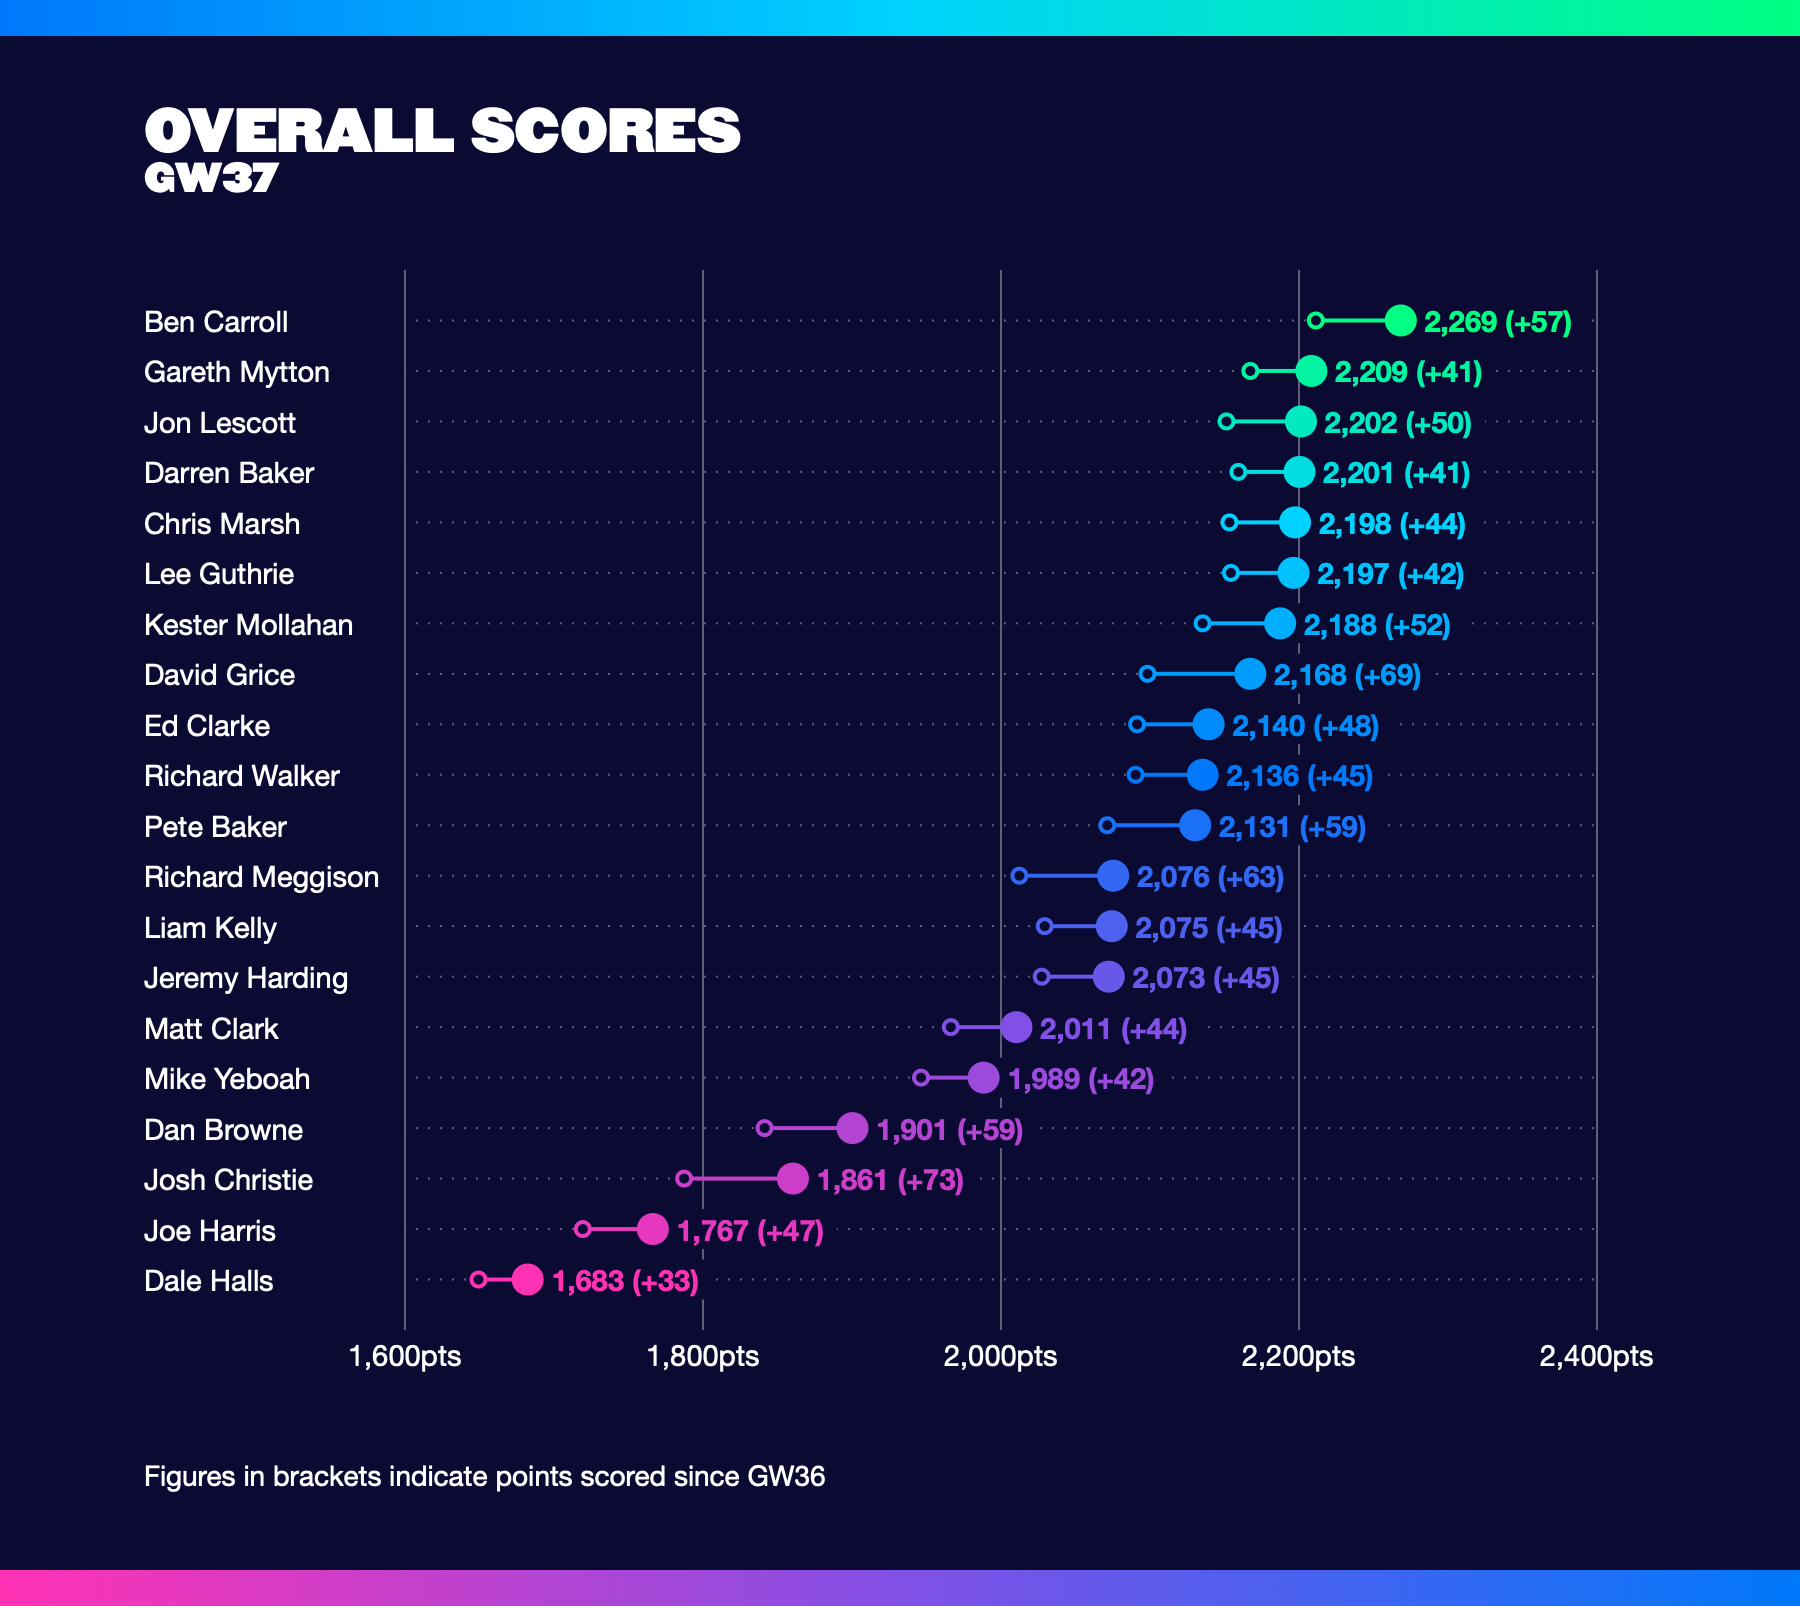 OVERALL SCORES
GW37
Ben Carroll 2,269 (+57)
Gareth Mytton 2,209 (+41)
Jon Lescott 2,202 (+50)
Darren Baker 2,201 (+41)
Chris Marsh 2,198 (+44)
Lee Guthrie 2,197 (+42)
Kester Mollahan 2,188 (+52)
David Grice 2,168 (+69)
Ed Clarke 2,140 (+48)
Richard Walker 2,136 (+45)
Pete Baker 2,131 (+59)
Richard Meggison 2,076 (+63)
Liam Kelly 2,075 (+45)
Jeremy Harding 2,073 (+45)
Matt Clark 2,011 (+44)
Mike Yeboah 1,989 (+42)
Dan Browne 1,901 (+59)
Josh Christie 1,861 (+73)
Joe Harris 1,767 (+47)
Dale Halls 1,683 (+33)
1,600pts 1,800pts 2,000pts 2,200pts 2,400pts
Figures in brackets indicate points scored since GW36